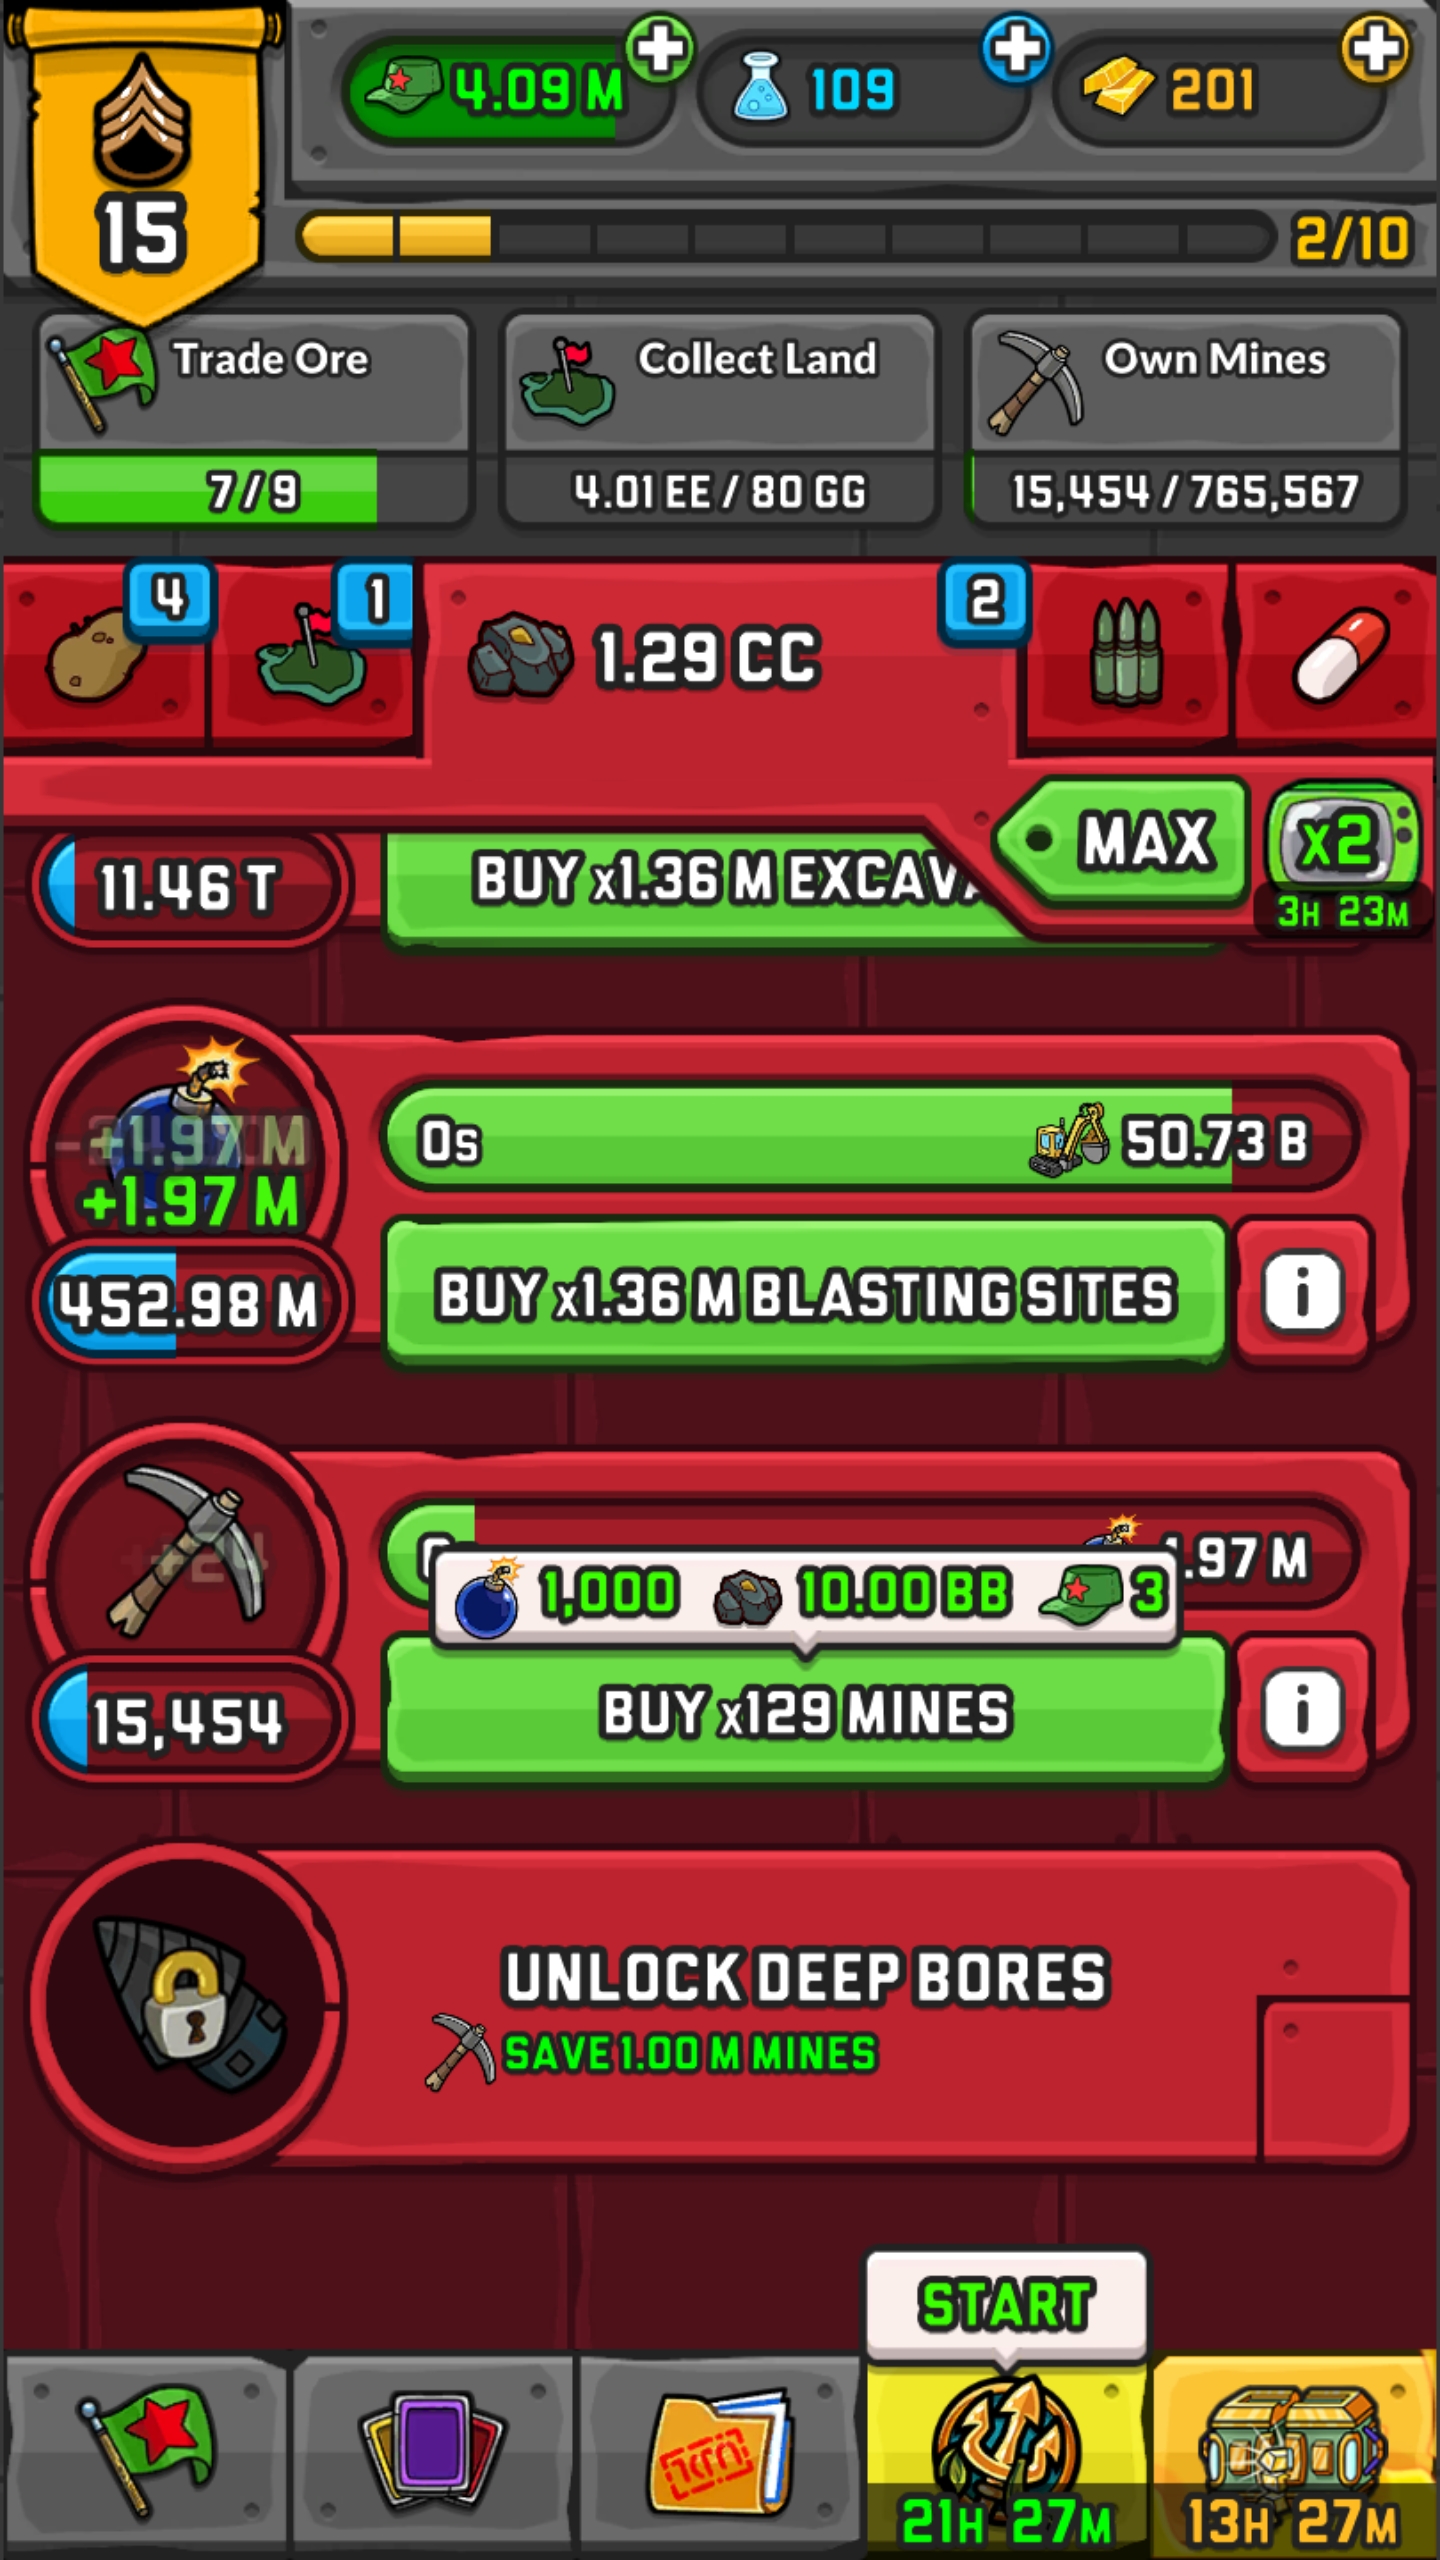 4.09 M
109
201
15
2/10
Trade Ore
Collect Land
Own Mines
7/9
4.01 EE / 80 GG
15,454 / 765,567
4
1
1.29 CC
2
MAX
x2
3H 23M
11.46 T
BUY x1.36 M
0s
50.73 B
+1.97 M
+1.97 M
452.98 M
BUY x1.36 M BLASTING SITES
i
.97 M
1,000
10.00 BB
3
15,454
BUY x129 MINES
i
UNLOCK DEEP BORES
SAVE 1.00 M MINES
START
21H 27M
13H 27M